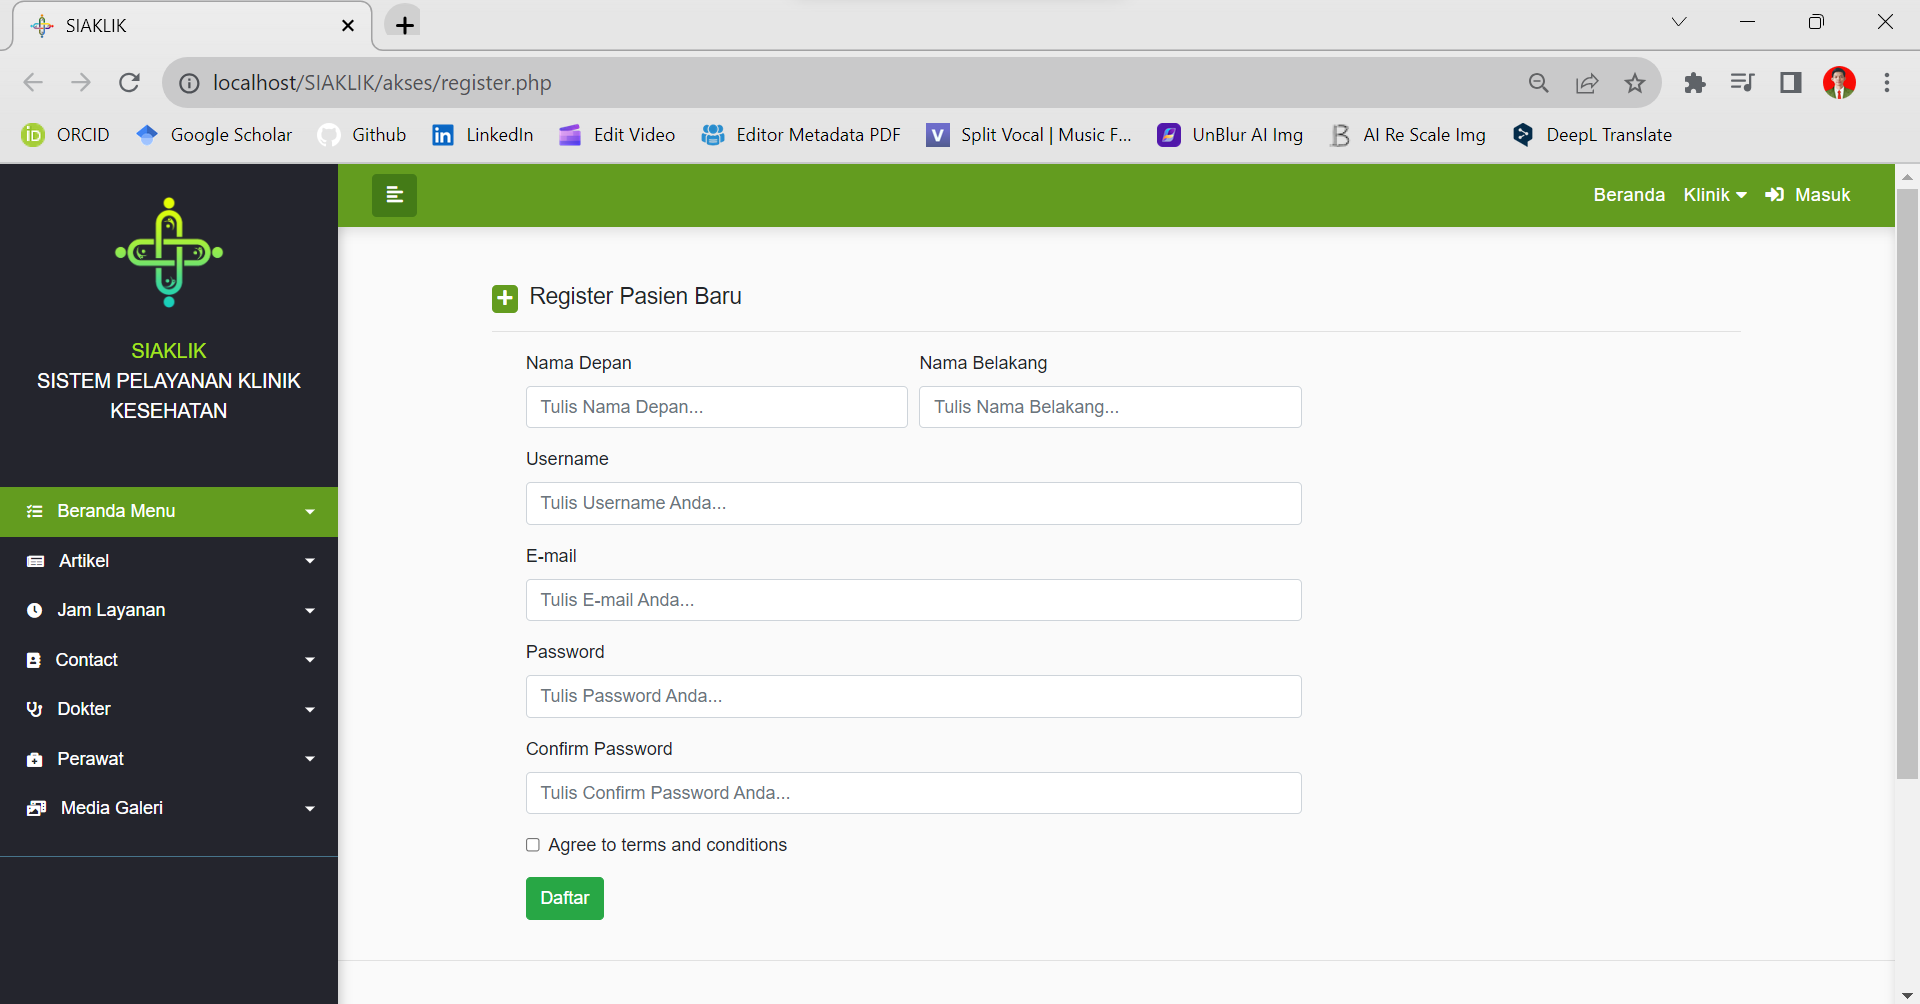 SIAKLIK
localhost/SIAKLIK/akses/register.php
ORCID Google Scholar Github LinkedIn Edit Video Editor Metadata PDF Split Vocal | Music F... UnBlur AI Img AI Re Scale Img DeepL Translate
Beranda Klinik Masuk
SIAKLIK
SISTEM PELAYANAN KLINIK
KESEHATAN
Beranda Menu
Artikel
Jam Layanan
Contact
Dokter
Perawat
Media Galeri
Register Pasien Baru
Nama Depan Nama Belakang
Tulis Nama Depan... Tulis Nama Belakang...
Username
Tulis Username Anda...
E-mail
Tulis E-mail Anda...
Password
Tulis Password Anda...
Confirm Password
Tulis Confirm Password Anda...
Agree to terms and conditions
Daftar